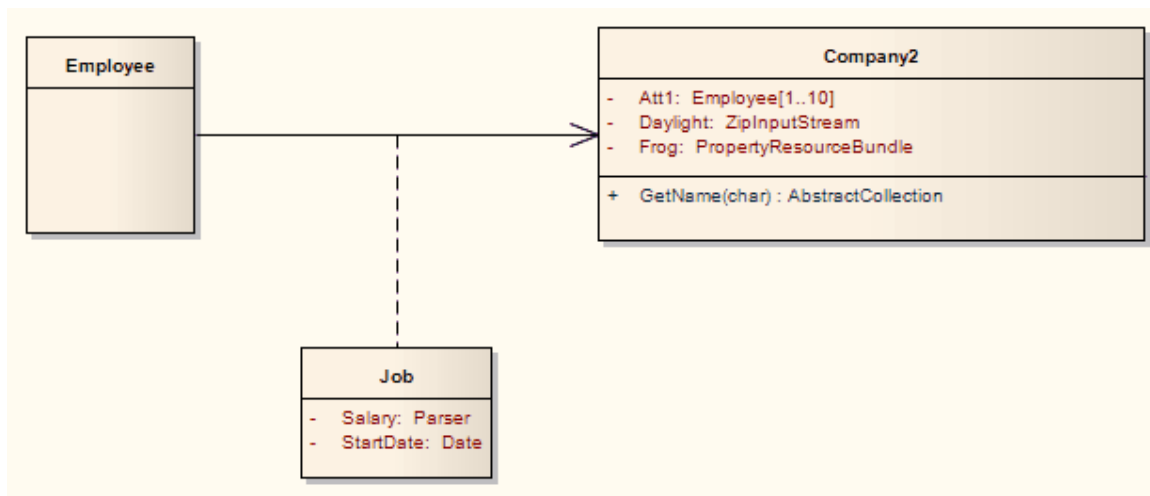 Employee
Company2
- Att1: Employee[1..10]
- Daylight: ZipInputStream
- Frog: PropertyResourceBundle
+ GetName(char) : AbstractCollection
Job
- Salary: Parser
- StartDate: Date